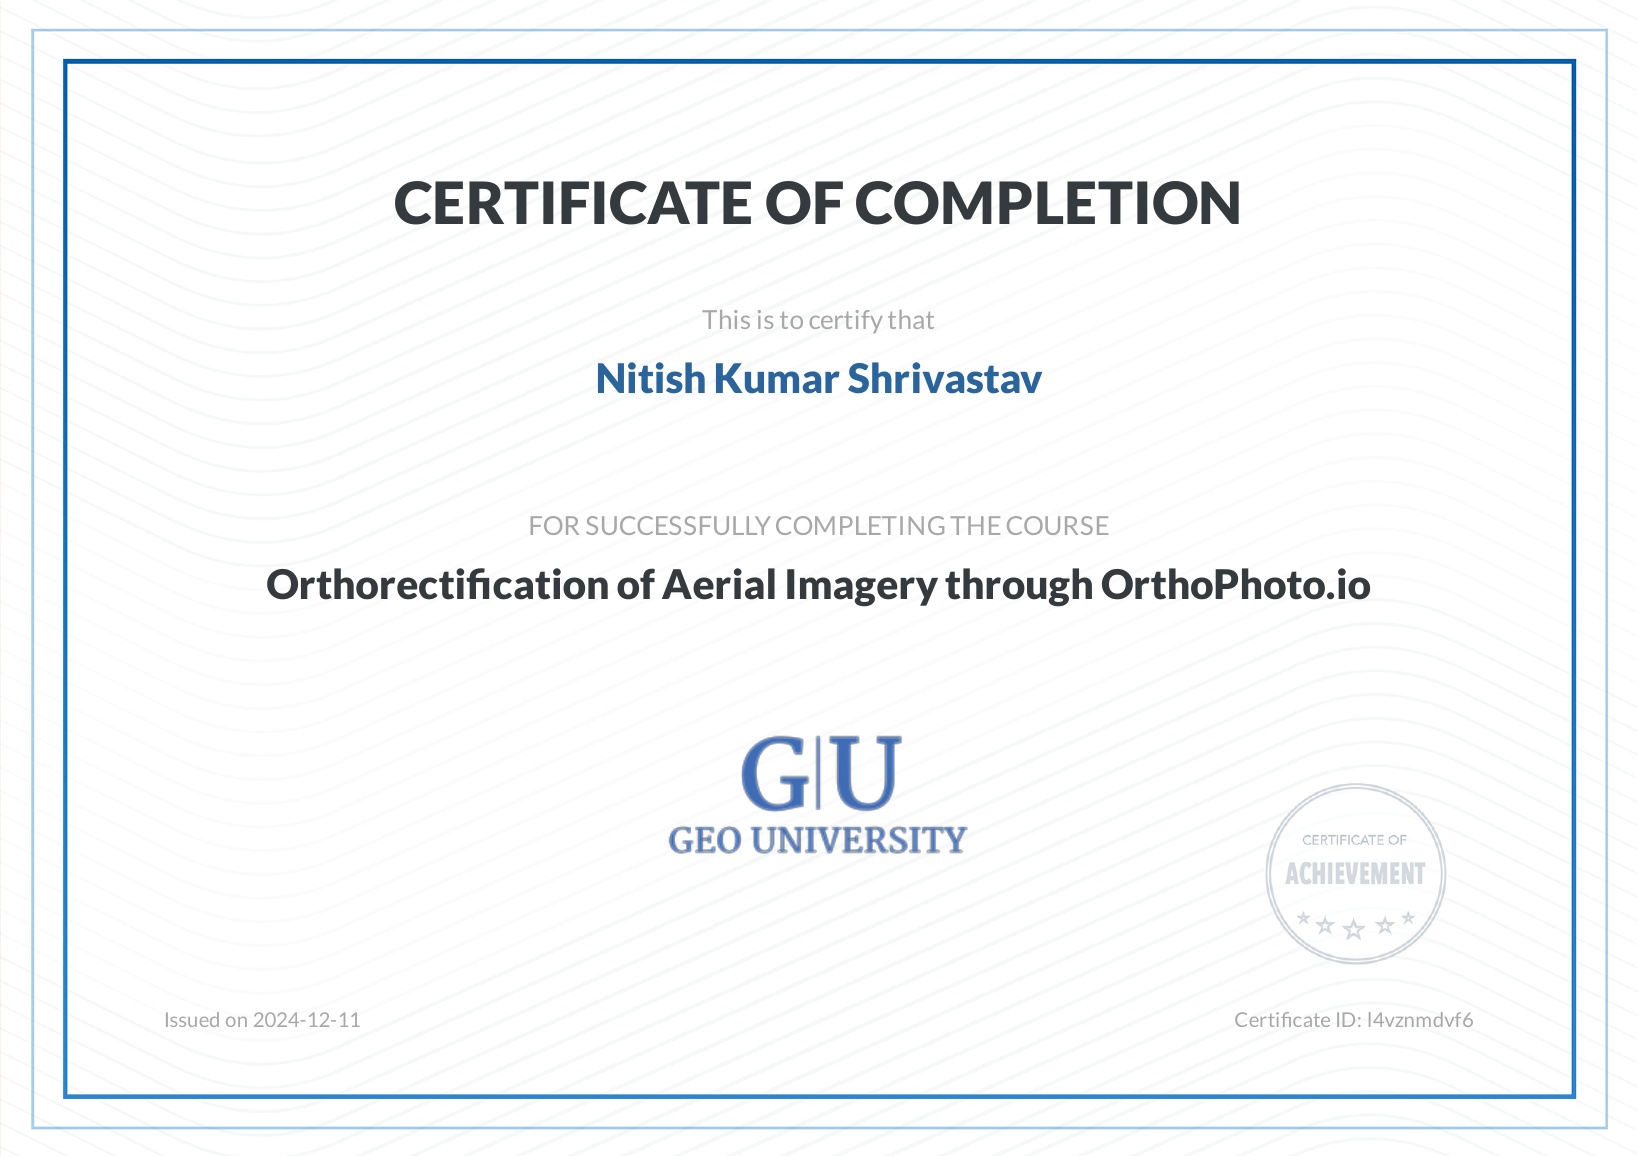 CERTIFICATE OF COMPLETION
This is to certify that
Nitish Kumar Shrivastav
FOR SUCCESSFULLY COMPLETING THE COURSE
Orthorectification of Aerial Imagery through OrthoPhoto.io
G|U
GEO UNIVERSITY
CERTIFICATE OF
ACHIEVEMENT
Issued on 2024-12-11
Certificate ID: l4vznmdvf6